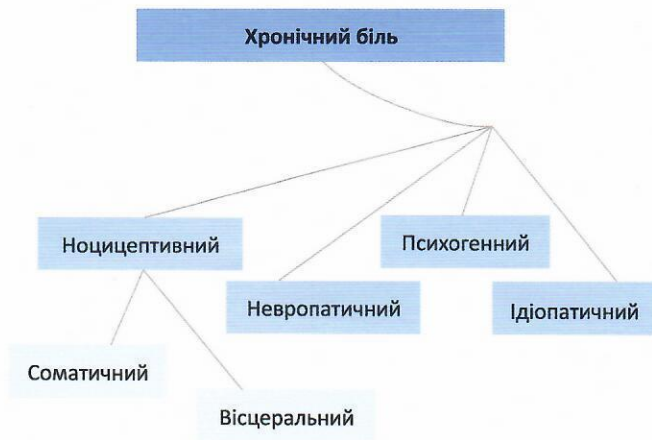 Хронічний біль
Ноцицептивний
Психогенний
Невропатичний
Ідіопатичний
Соматичний
Вісцеральний